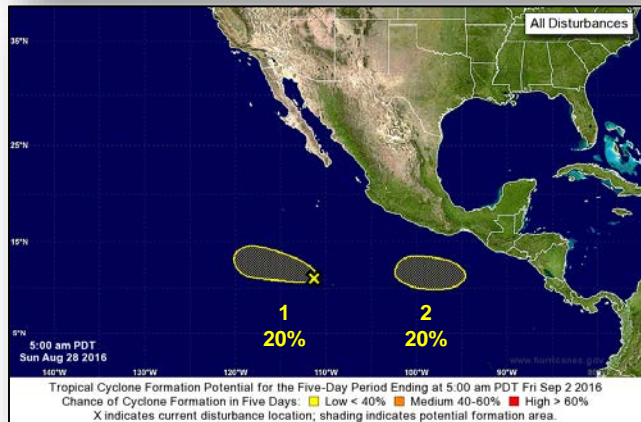 All Disturbances
35°N
25°N
15°N
5°N
1
20%
2
20%
5:00 am PDT
Sun Aug 28 2016
www.hurricanes.gov
140°W
130°W
120°W
110°W
100°W
90°W
Tropical Cyclone Formation Potential for the Five-Day Period Ending at 5:00 am PDT Fri Sep 2 2016
Chance of Cyclone Formation in Five Days: Low < 40% Medium 40-60% High > 60%
X indicates current disturbance location; shading indicates potential formation area.